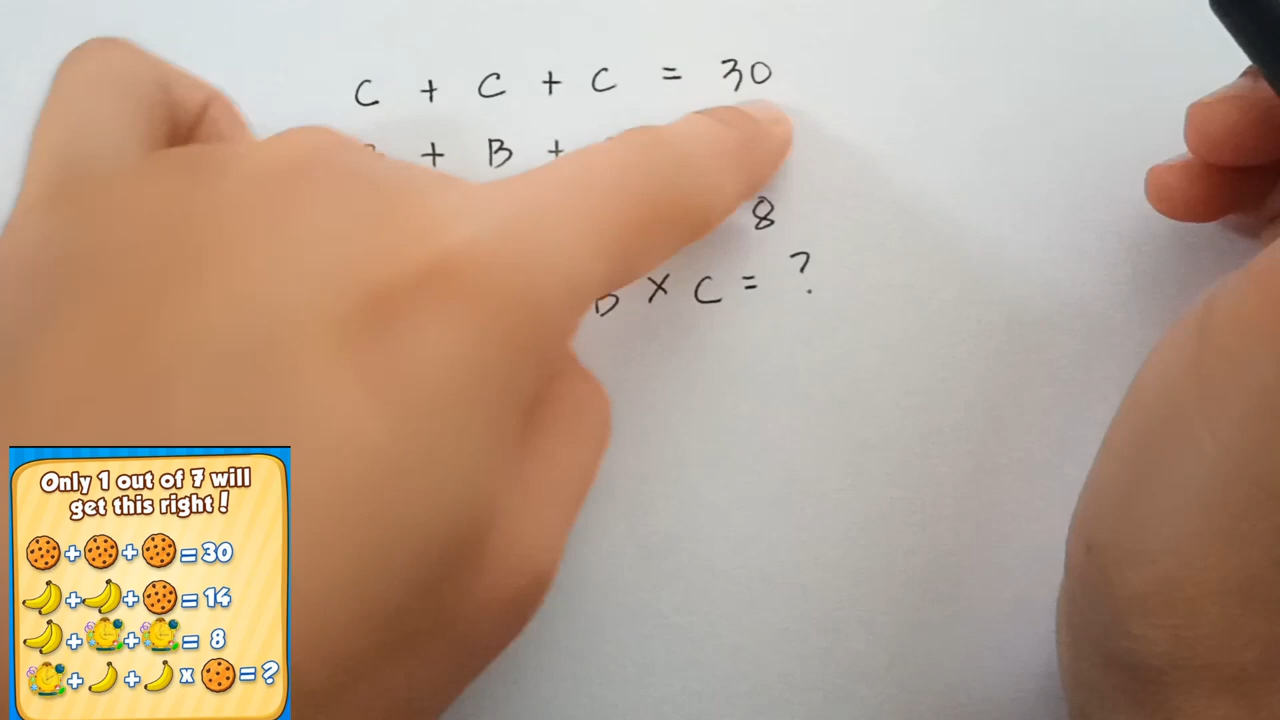 C + C + C = 30
+ B +
8
X C = ?
Only 1 out of 7 will
get this right!
+ + = 30
+ + = 14
+ + = 8
+ + x = ?